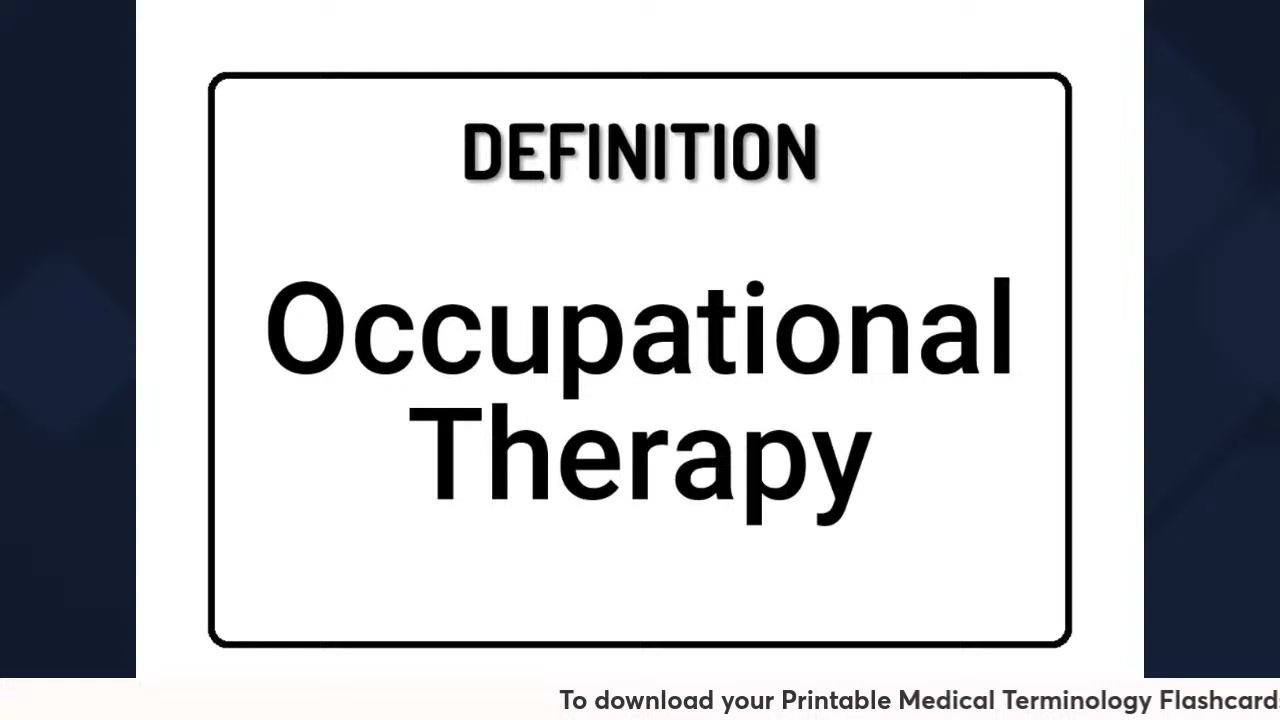 DEFINITION
Occupational
Therapy
To download your Printable Medical Terminology Flashcard